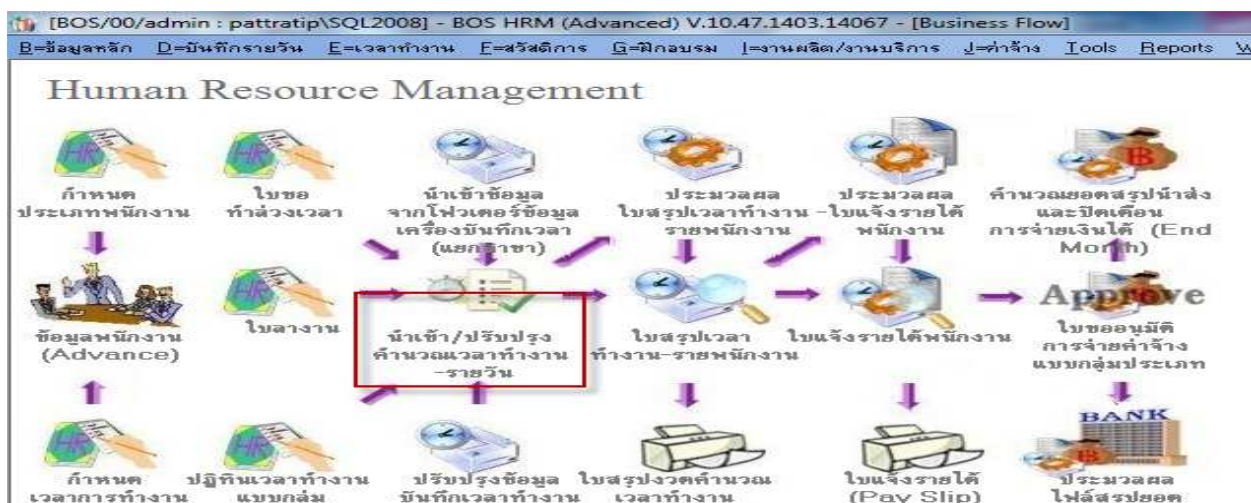 [BOS/00/admin : pattratip\SQL2008] - BOS HRM (Advanced) V.10.47.1403.14067 - [Business Flow]
B=ข้อมูลหลัก D=บันทึกรายวัน E=เวลาทำงาน F=สวัสดิการ G=ฝึกอบรม I=งานผลิต/งานบริการ J=ค่าจ้าง Tools Reports W
Human Resource Management
กำหนด
ประเภทพนักงาน
ใบขอ
ทำล่วงเวลา
นำเข้าข้อมูล
จากโฟวเดอร์ข้อมูล
เครื่องบันทึกเวลา
(แยกสาขา)
ประมวลผล
ใบสรุปเวลาทำงาน
รายพนักงาน
ประมวลผล
-ใบแจ้งรายได้
พนักงาน
คำนวณยอดสรุปนำส่ง
และปิดเดือน
การจ่ายเงินได้ (End
Month)
ข้อมูลพนักงาน
(Advance)
ใบลางาน
นำเข้า/ปรับปรุง
คำนวณเวลาทำงาน
-รายวัน
ใบสรุปเวลา
ทำงาน-รายพนักงาน
ใบแจ้งรายได้พนักงาน
Approve
ใบขออนุมัติ
การจ่ายค่าจ้าง
แบบกลุ่มประเภท
กำหนด
เวลาการทำงาน
ปฏิทินเวลาทำงาน
แบบกลุ่ม
ปรับปรุงข้อมูล
บันทึกเวลาทำงาน
ใบสรุปงวดคำนวณ
เวลาทำงาน
ใบแจ้งรายได้
(Pay Slip)
BANK
ประมวลผล
ไฟล์สรุปยอด